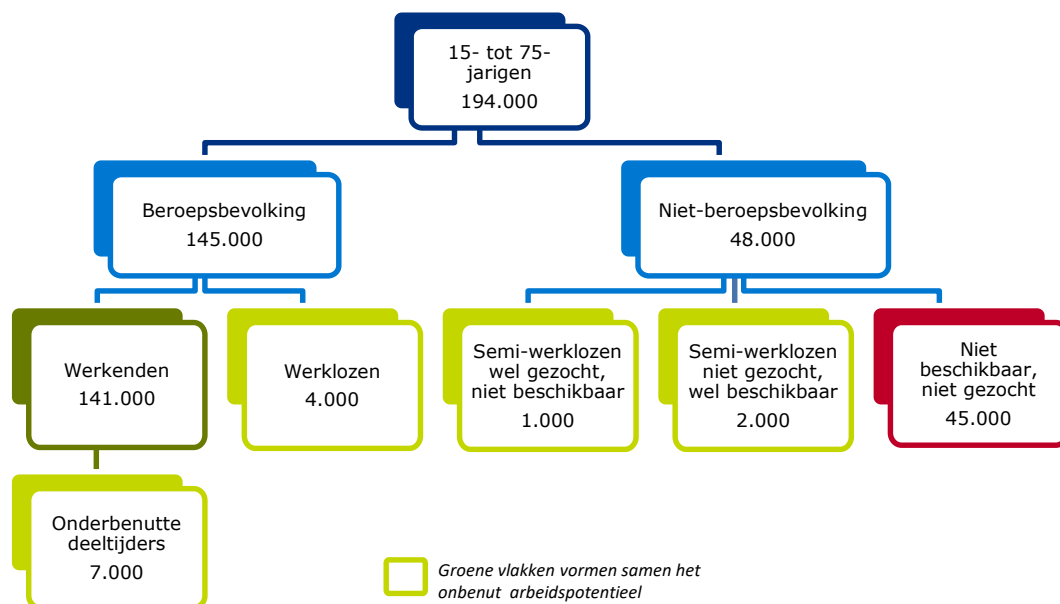 15- tot 75-
jarigen
194.000
Beroepsbevolking
145.000
Niet-beroepsbevolking
48.000
Werkenden
141.000
Werklozen
4.000
Semi-werklozen
wel gezocht,
niet beschikbaar
1.000
Semi-werklozen
niet gezocht,
wel beschikbaar
2.000
Niet
beschikbaar,
niet gezocht
45.000
Onderbenutte
deeltijders
7.000
Groene vlakken vormen samen het
onbenut arbeidspotentieel